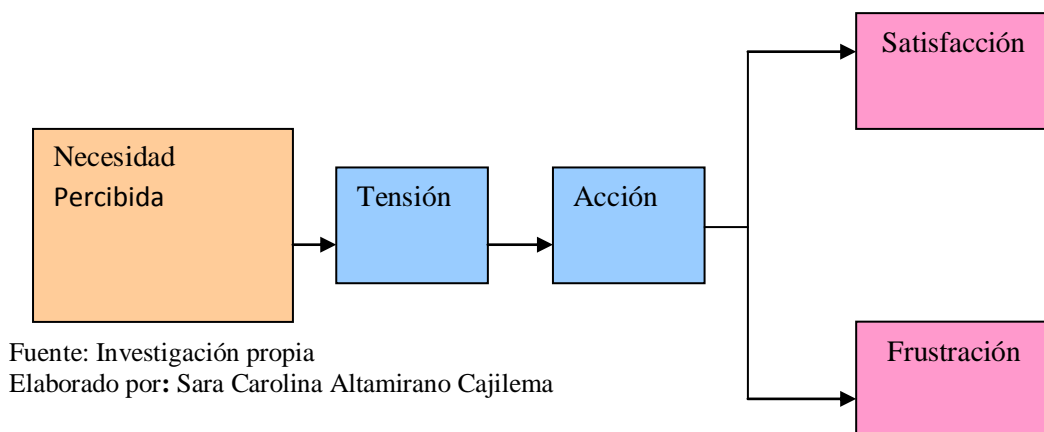 Necesidad
Percibida
Tensión
Acción
Satisfacción
Frustración
Fuente: Investigación propia
Elaborado por: Sara Carolina Altamirano Cajilema